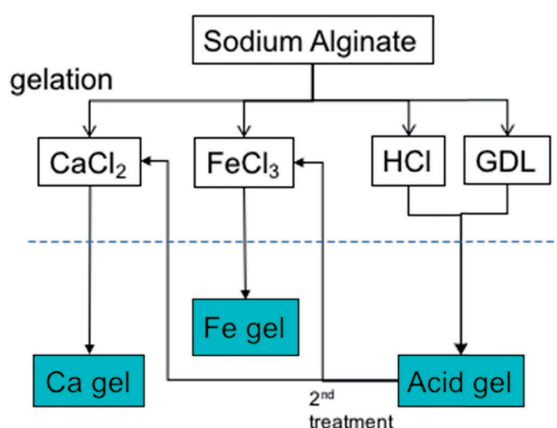 Sodium Alginate
gelation
CaCl₂
FeCl₃
HCl
GDL
Fe gel
Ca gel
Acid gel
2ⁿᵈ
treatment